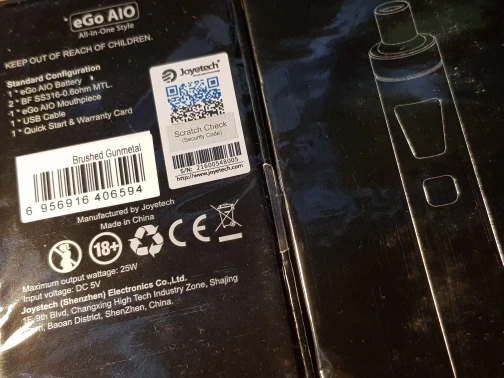 eGo AIO
All-in-One Style
KEEP OUT OF REACH OF CHILDREN.
Standard Configuration
1 * eGo AIO Battery
2 * BF SS316-0.6ohm MTL.
1 * eGo AIO Mouthpiece
1 * USB Cable
1 * Quick Start & Warranty Card
Joyetech
Scratch Check
(Security Code)
S/N: 21600548005
http://www.joyetech.com
Brushed Gunmetal
6 956916 406594
Manufactured by Joyetech
Made in China
18+
CE
Maximum output wattage: 25W
Input voltage: DC 5V
Joyetech (Shenzhen) Electronics Co.,Ltd.
Blvd, Changxing High Tech Industry Zone, Shajing
Baoan District, ShenZhen, China.